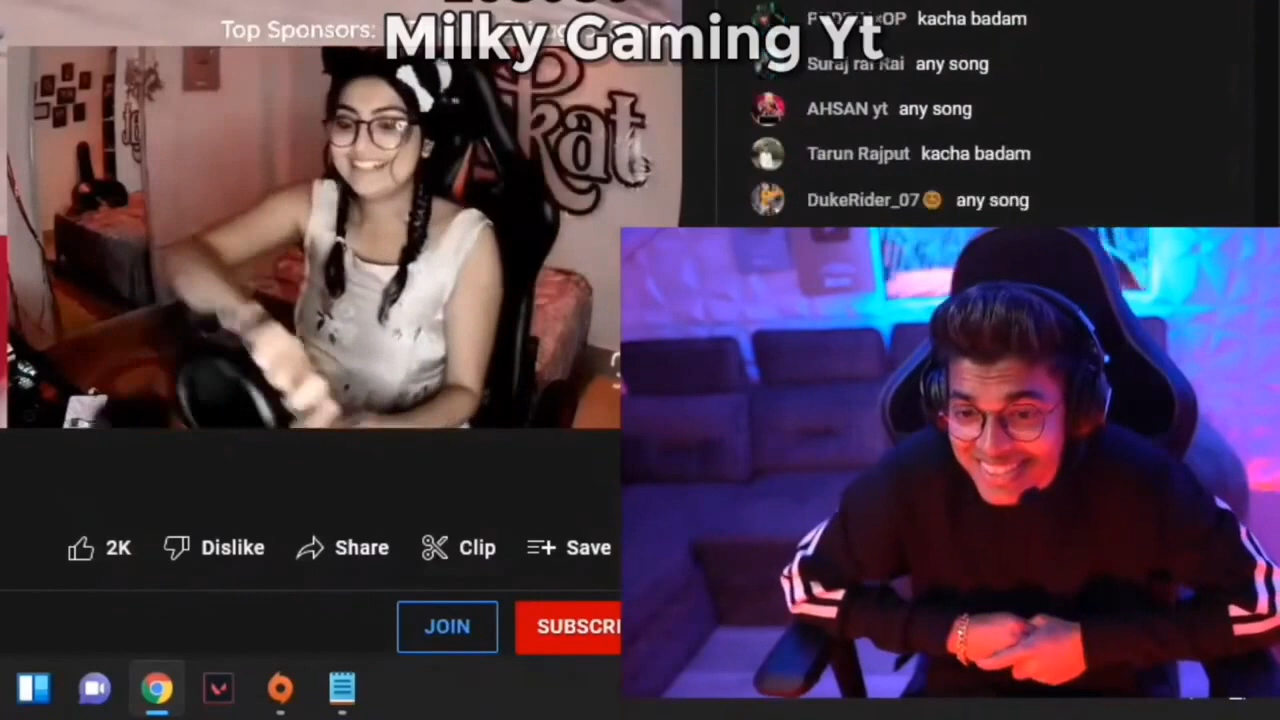 Top Sponsors:
Milky Gaming Yt
kacha badam
Suraj rai Rai any song
AHSAN yt any song
Tarun Rajput kacha badam
DukeRider_07 any song
kat
2K Dislike Share Clip Save
JOIN SUBSCRI